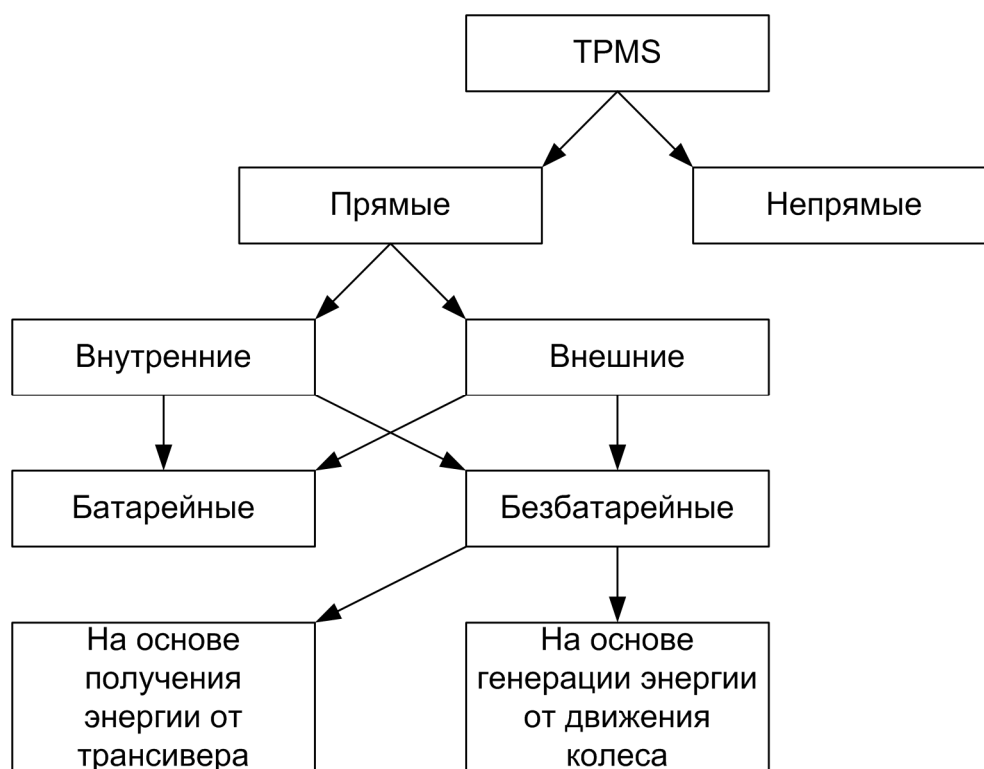 TPMS
Прямые
Непрямые
Внутренние
Внешние
Батарейные
Безбатарейные
На основе
получения
энергии от
трансивера
На основе
генерации энергии
от движения
колеса